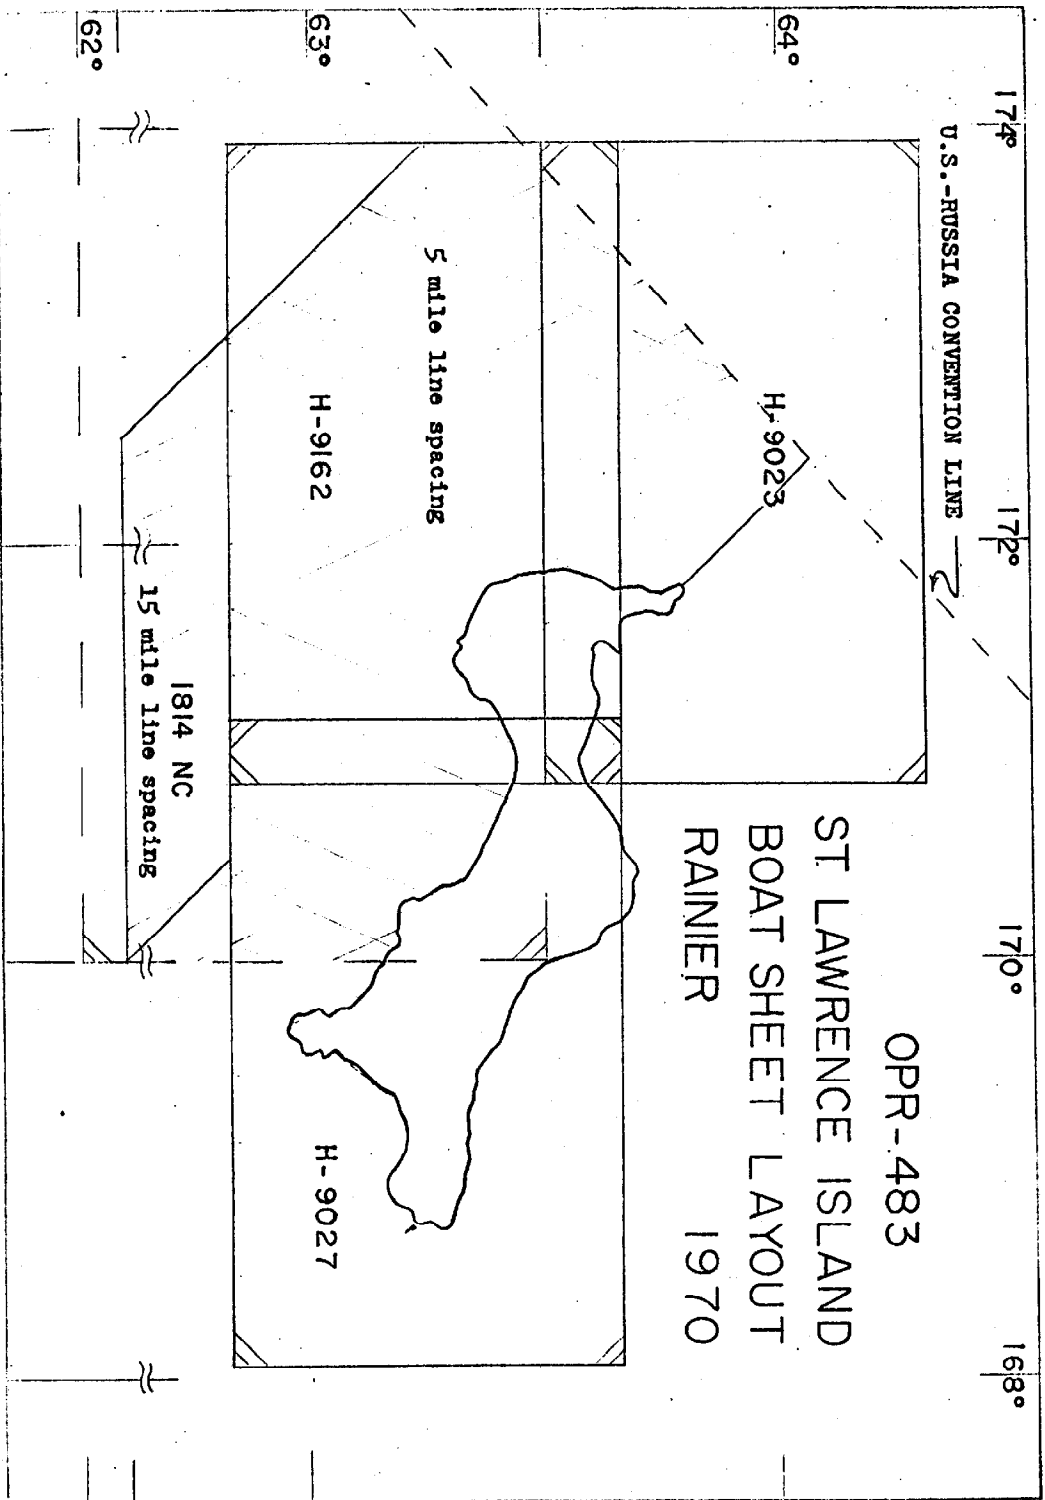 174°
172°
170°
168°
U.S.-RUSSIA CONVENTION LINE
64°
63°
62°
OPR-483
ST. LAWRENCE ISLAND
BOAT SHEET LAYOUT
RAINIER 1970
H-9023
5 mile line spacing
H-9162
H-9027
1814 NC
15 mile line spacing